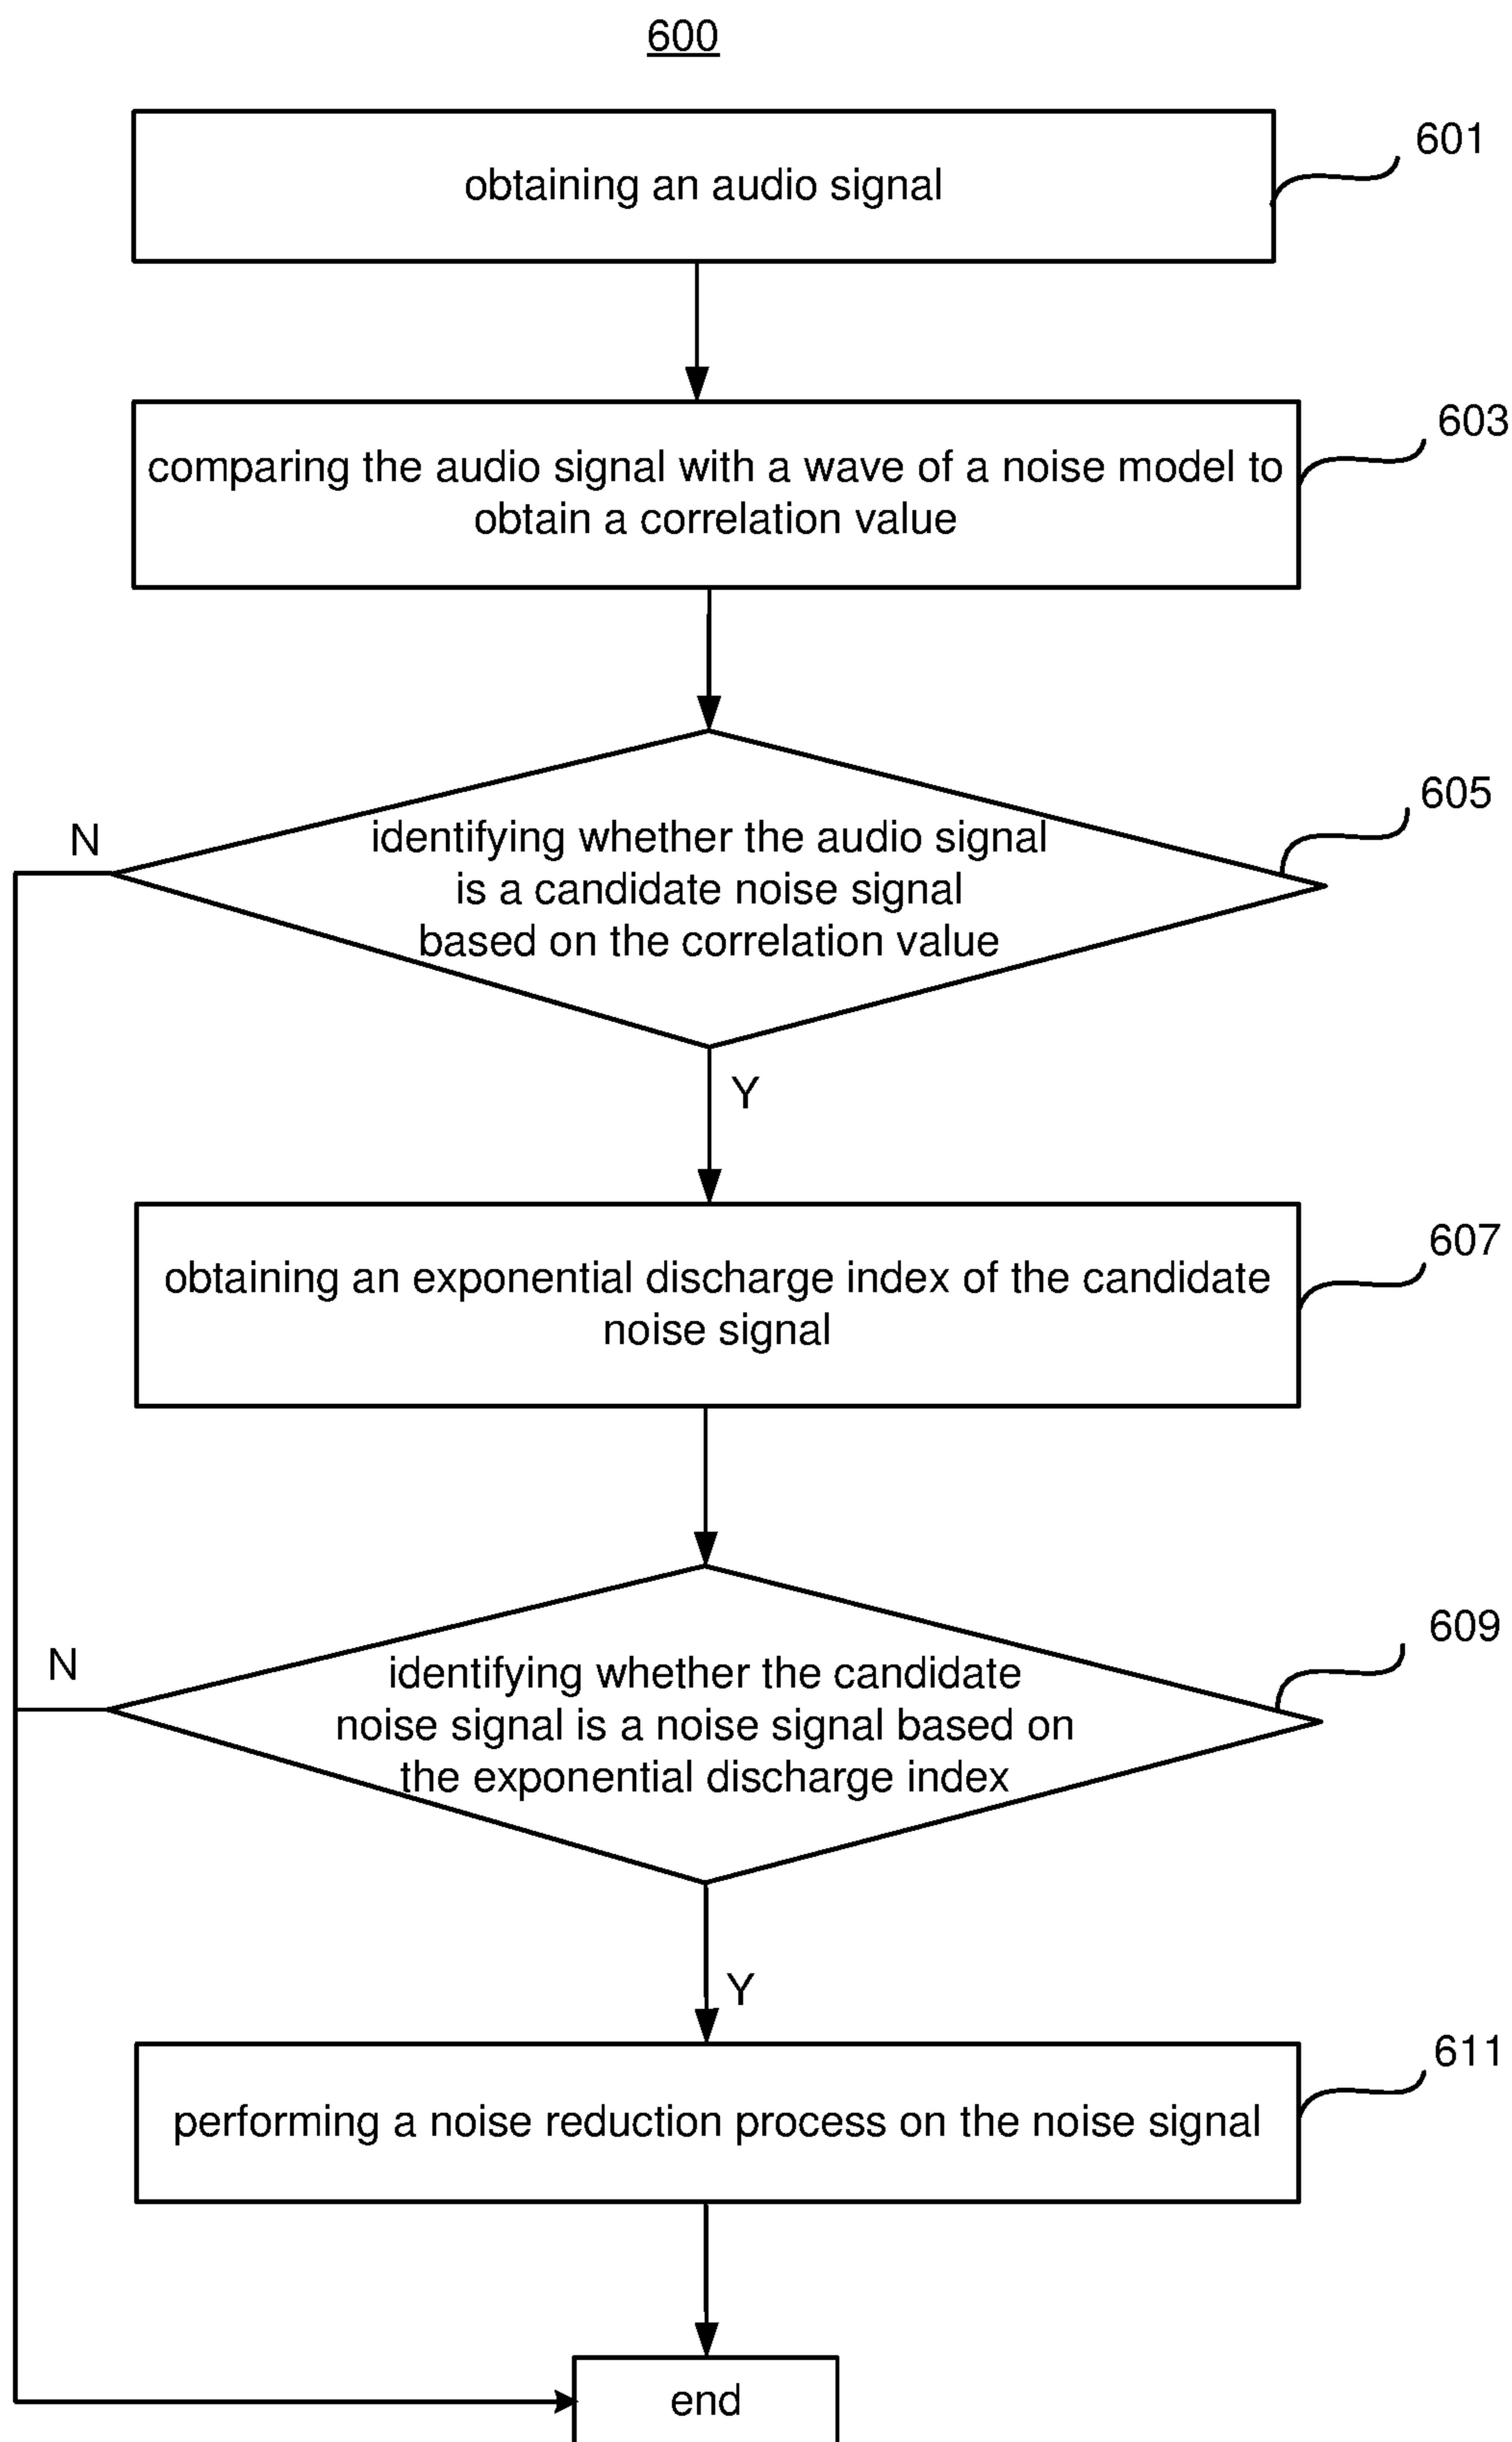 600
obtaining an audio signal
601
comparing the audio signal with a wave of a noise model to
obtain a correlation value
603
identifying whether the audio signal
is a candidate noise signal
based on the correlation value
605
N
Y
obtaining an exponential discharge index of the candidate
noise signal
607
identifying whether the candidate
noise signal is a noise signal based on
the exponential discharge index
609
N
Y
performing a noise reduction process on the noise signal
611
end